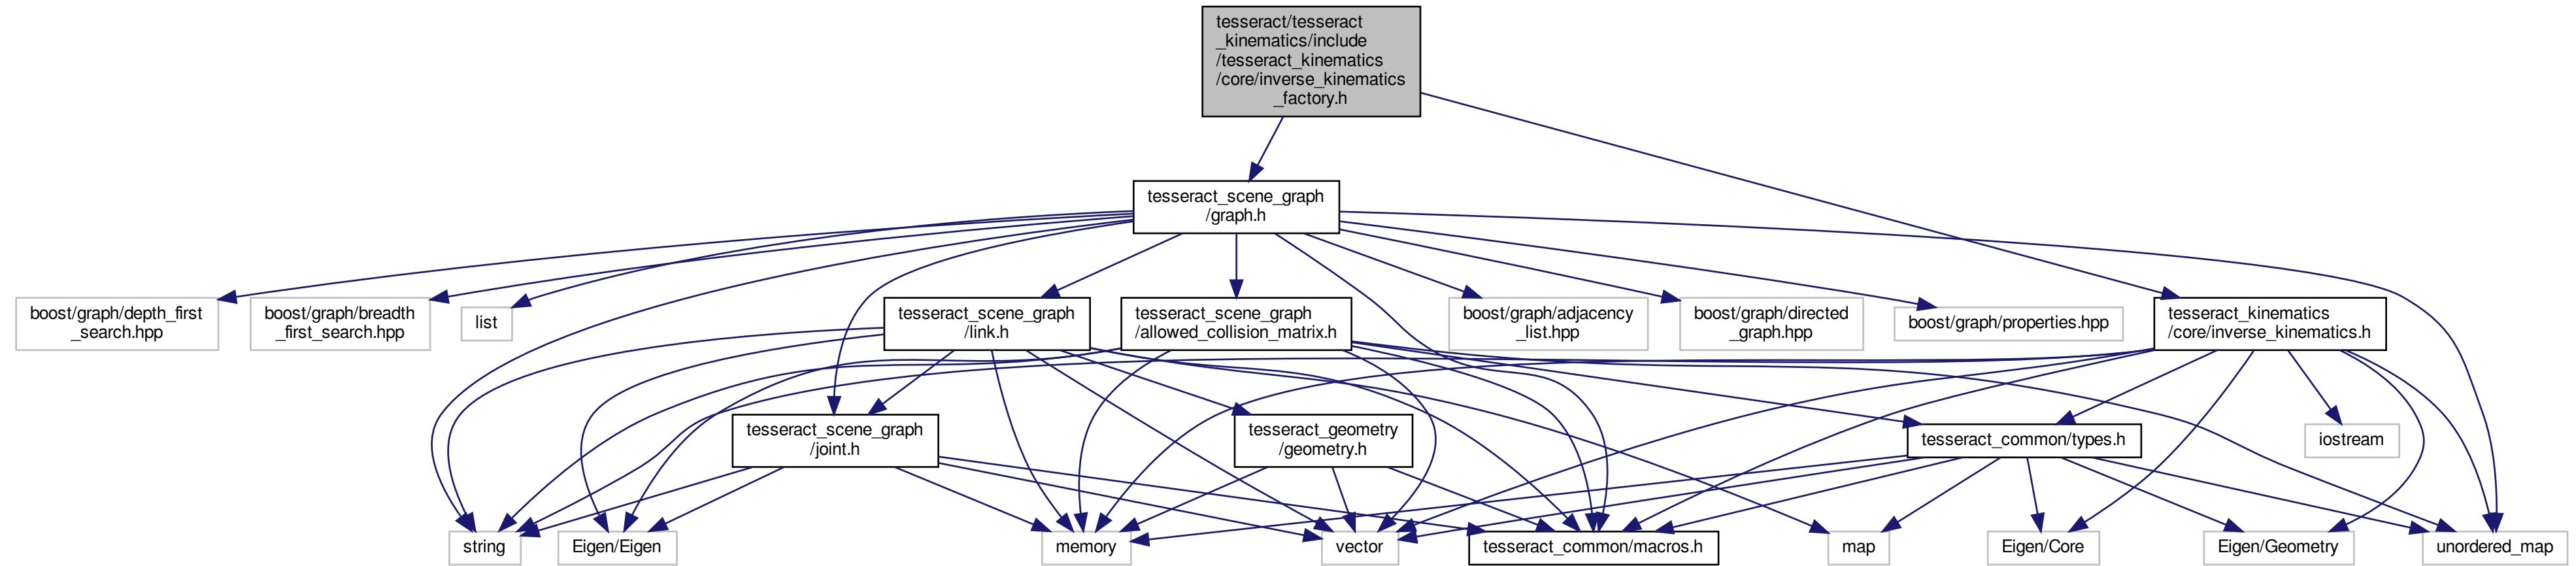 tesseract/tesseract
_kinematics/include
/tesseract_kinematics
/core/inverse_kinematics
_factory.h
tesseract_scene_graph
/graph.h
boost/graph/depth_first
_search.hpp
boost/graph/breadth
_first_search.hpp
list
tesseract_scene_graph
/link.h
tesseract_scene_graph
/allowed_collision_matrix.h
boost/graph/adjacency
_list.hpp
boost/graph/directed
_graph.hpp
boost/graph/properties.hpp
tesseract_kinematics
/core/inverse_kinematics.h
tesseract_scene_graph
/joint.h
tesseract_geometry
/geometry.h
tesseract_common/types.h
iostream
string
Eigen/Eigen
memory
vector
tesseract_common/macros.h
map
Eigen/Core
Eigen/Geometry
unordered_map